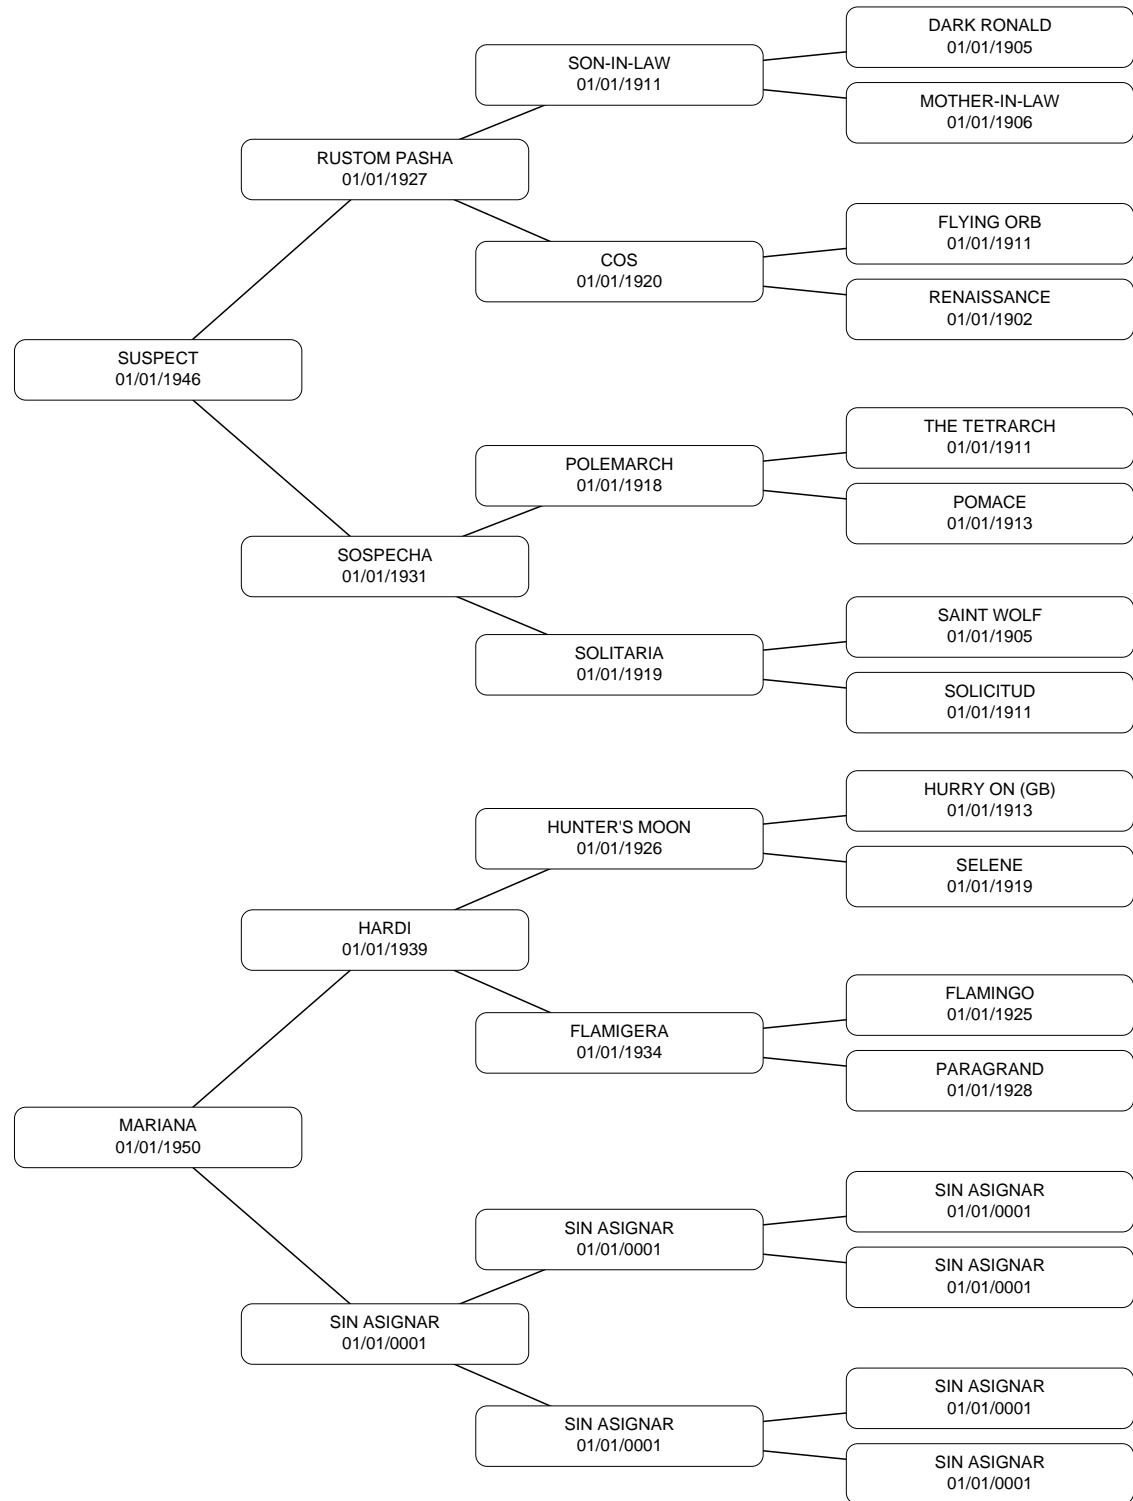 DARK RONALD
01/01/1905
SON-IN-LAW
01/01/1911
MOTHER-IN-LAW
01/01/1906
RUSTOM PASHA
01/01/1927
FLYING ORB
01/01/1911
COS
01/01/1920
RENAISSANCE
01/01/1902
SUSPECT
01/01/1946
THE TETRARCH
01/01/1911
POLEMARCH
01/01/1918
POMACE
01/01/1913
SOSPECHA
01/01/1931
SAINT WOLF
01/01/1905
SOLITARIA
01/01/1919
SOLICITUD
01/01/1911
HURRY ON (GB)
01/01/1913
HUNTER'S MOON
01/01/1926
SELENE
01/01/1919
HARDI
01/01/1939
FLAMINGO
01/01/1925
FLAMIGERA
01/01/1934
PARAGRAND
01/01/1928
MARIANA
01/01/1950
SIN ASIGNAR
01/01/0001
SIN ASIGNAR
01/01/0001
SIN ASIGNAR
01/01/0001
SIN ASIGNAR
01/01/0001
SIN ASIGNAR
01/01/0001
SIN ASIGNAR
01/01/0001
SIN ASIGNAR
01/01/0001